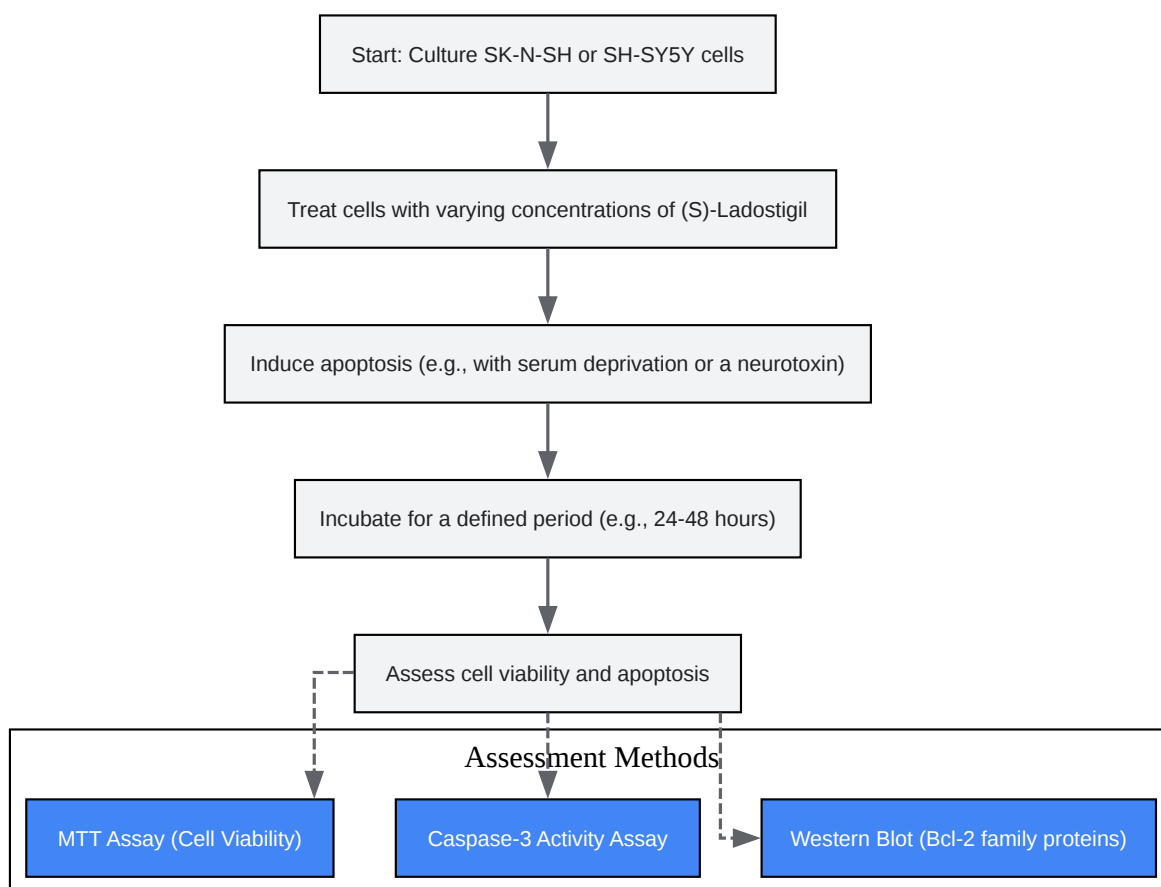 Start: Culture SK-N-SH or SH-SY5Y cells
Treat cells with varying concentrations of (S)-Ladostigil
Induce apoptosis (e.g., with serum deprivation or a neurotoxin)
Incubate for a defined period (e.g., 24-48 hours)
Assess cell viability and apoptosis
Assessment Methods
MTT Assay (Cell Viability)
Caspase-3 Activity Assay
Western Blot (Bcl-2 family proteins)